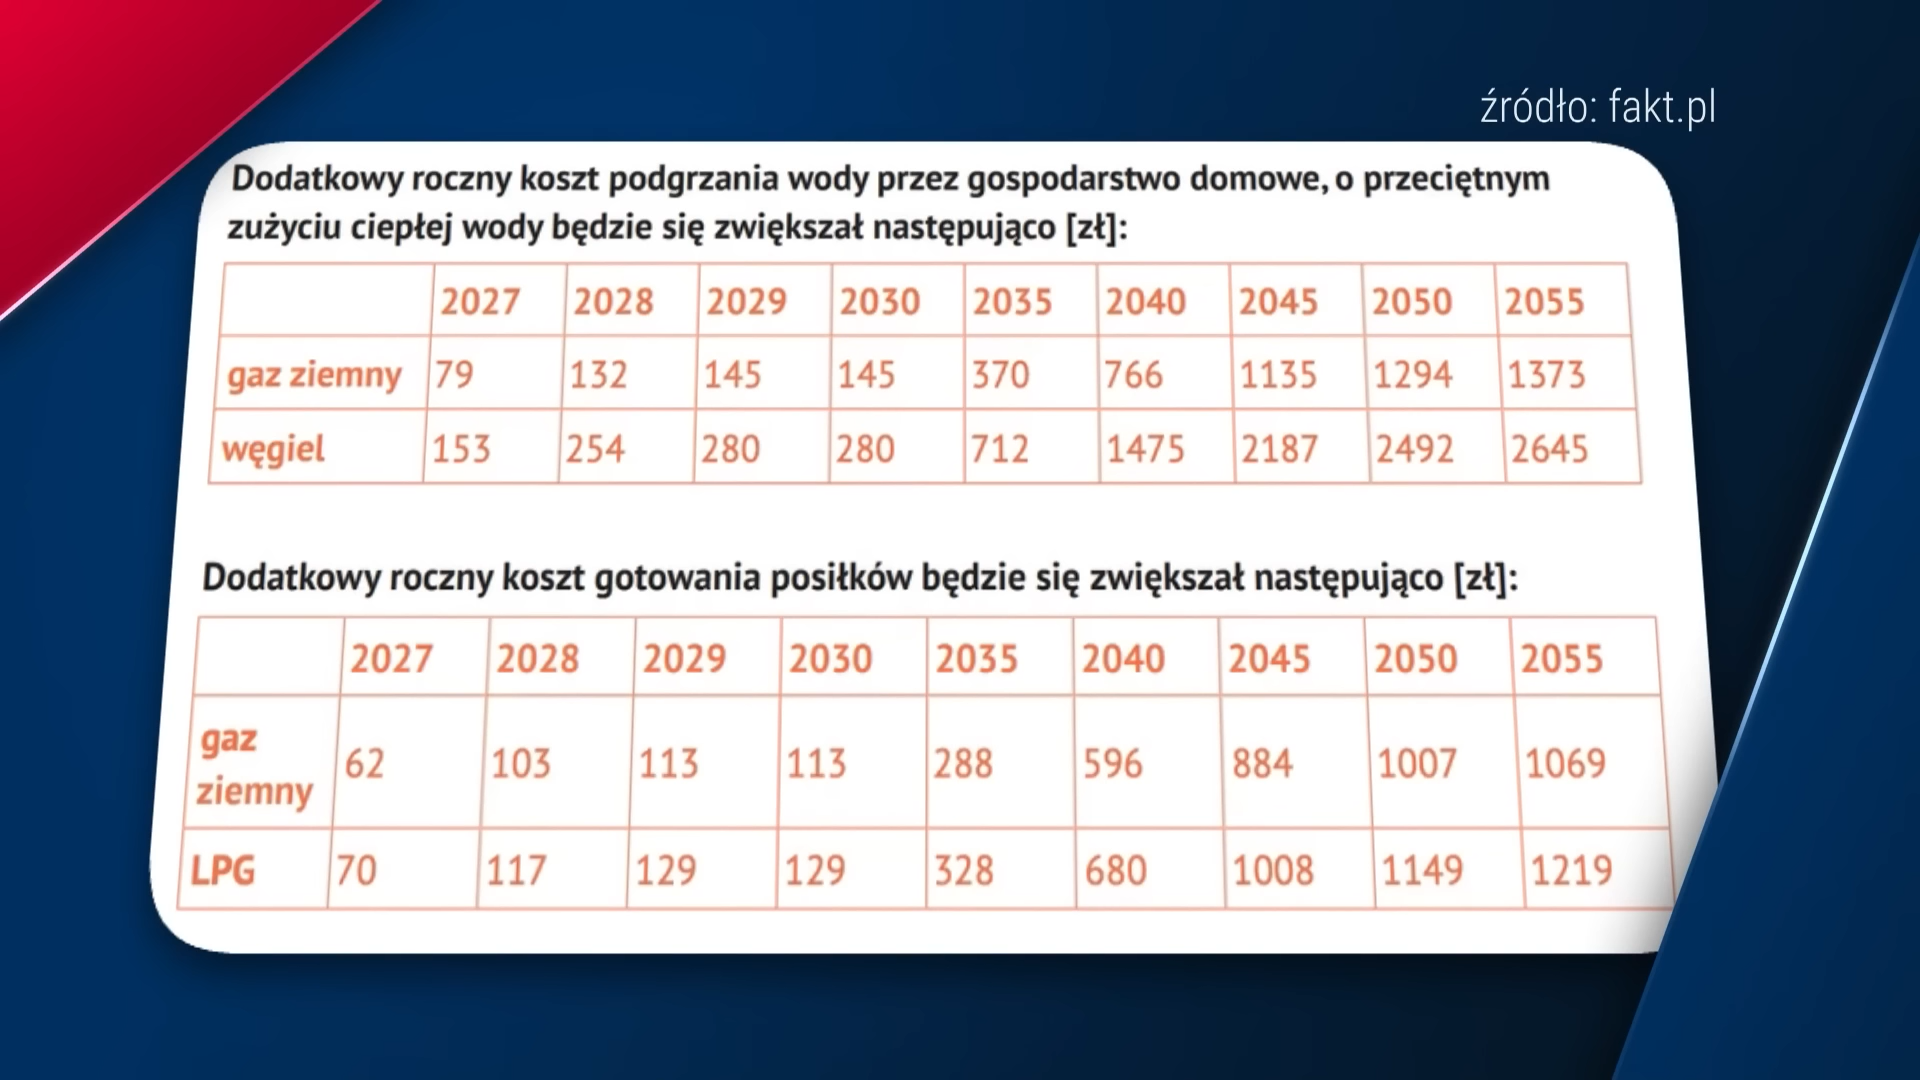 źródło: fakt.pl
Dodatkowy roczny koszt podgrzania wody przez gospodarstwo domowe, o przeciętnym
zużyciu ciepłej wody będzie się zwiększał następująco [zł]:
2027 2028 2029 2030 2035 2040 2045 2050 2055
gaz ziemny 79 132 145 145 370 766 1135 1294 1373
węgiel 153 254 280 280 712 1475 2187 2492 2645
Dodatkowy roczny koszt gotowania posiłków będzie się zwiększał następująco [zł]:
2027 2028 2029 2030 2035 2040 2045 2050 2055
gaz
ziemny 62 103 113 113 288 596 884 1007 1069
LPG 70 117 129 129 328 680 1008 1149 1219